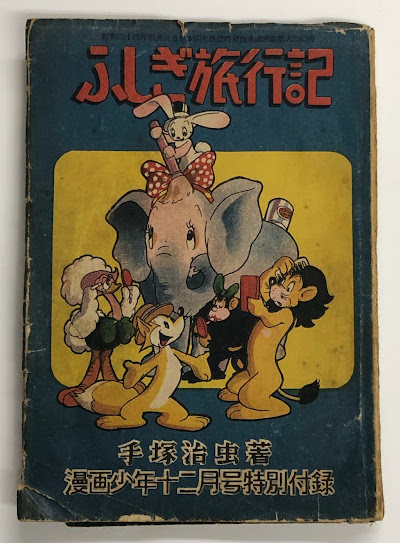 ふしぎ旅行記
手塚治虫著
漫画少年十二月号特別付録